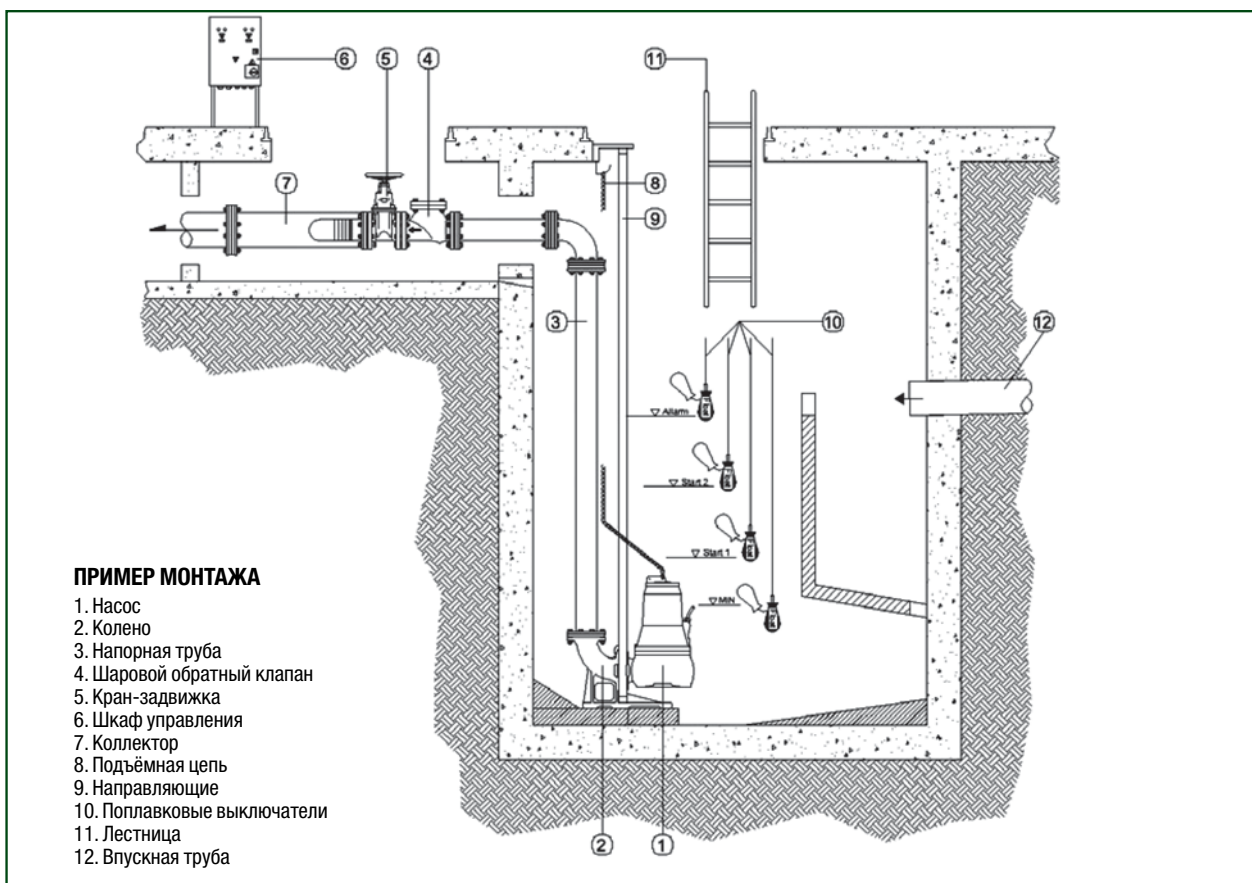 6
5
4
11
7
8
9
3
10
12
Allarm
Start 2
Start 1
MIN
ПРИМЕР МОНТАЖА
1. Насос
2. Колено
3. Напорная труба
4. Шаровой обратный клапан
5. Кран-задвижка
6. Шкаф управления
7. Коллектор
8. Подъёмная цепь
9. Направляющие
10. Поплавковые выключатели
11. Лестница
12. Впускная труба
2
1